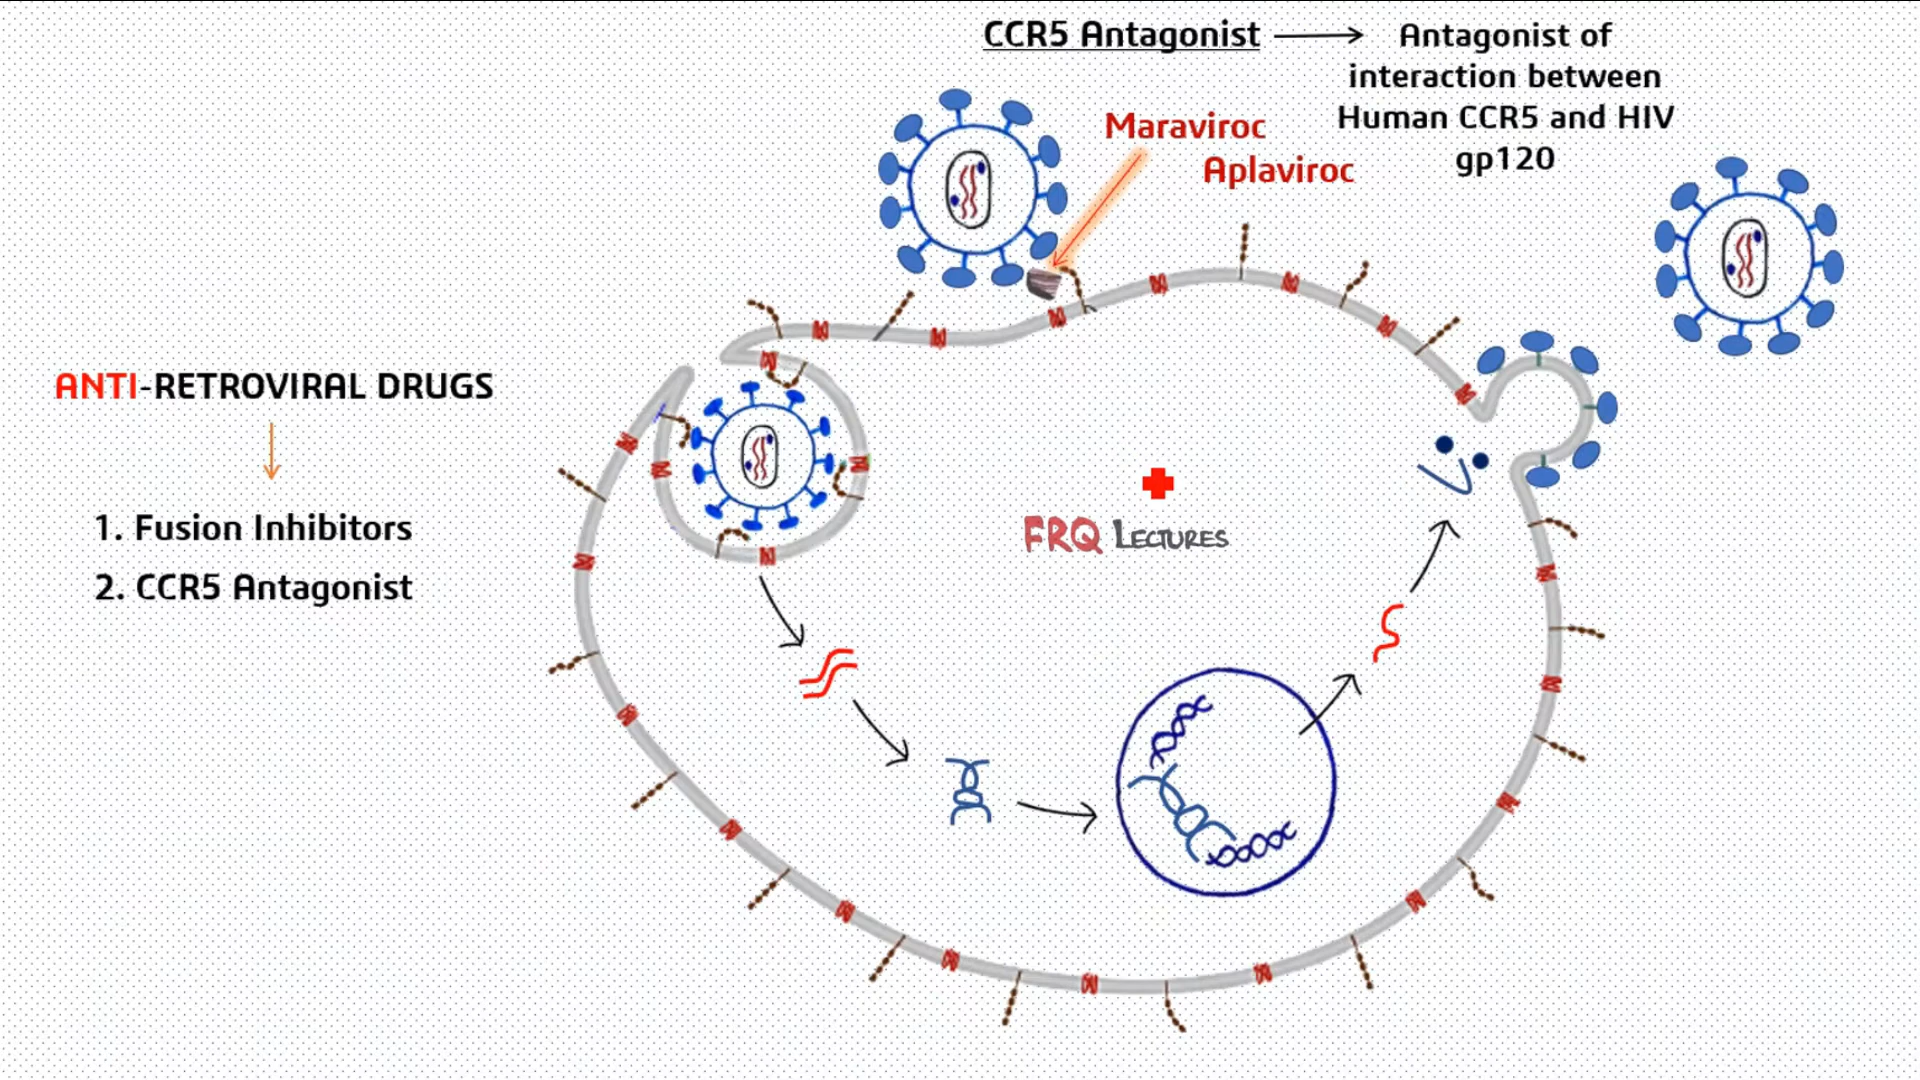 CCR5 Antagonist
Antagonist of
interaction between
Human CCR5 and HIV
gp120
Maraviroc
Aplaviroc
ANTI-RETROVIRAL DRUGS
1. Fusion Inhibitors
2. CCR5 Antagonist
FRQ LECTURES